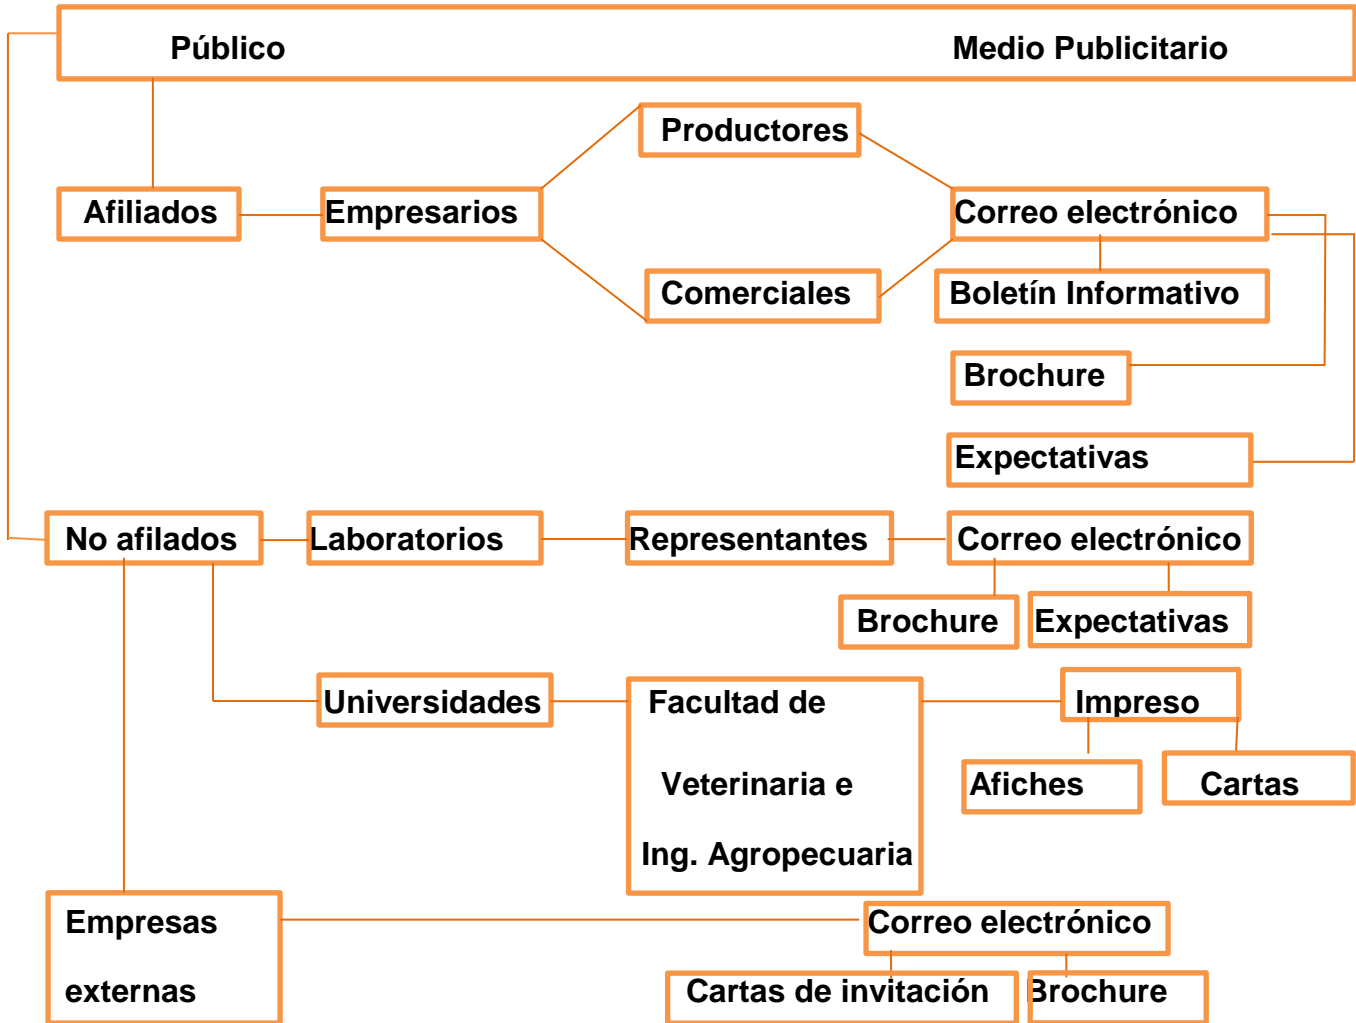 Público Medio Publicitario
Productores
Afiliados Empresarios Correo electrónico
Comerciales Boletín Informativo
Brochure
Expectativas
No afilados Laboratorios Representantes Correo electrónico
Brochure Expectativas
Universidades Facultad de Impreso
Veterinaria e Afiches Cartas
Ing. Agropecuaria
Empresas Correo electrónico
externas Cartas de invitación Brochure